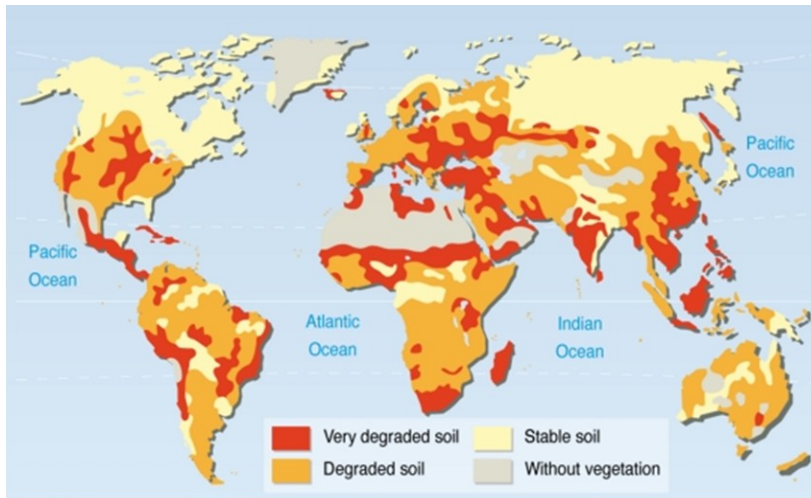 Pacific
Ocean
Pacific
Ocean
Atlantic
Ocean
Indian
Ocean
Very degraded soil
Stable soil
Degraded soil
Without vegetation